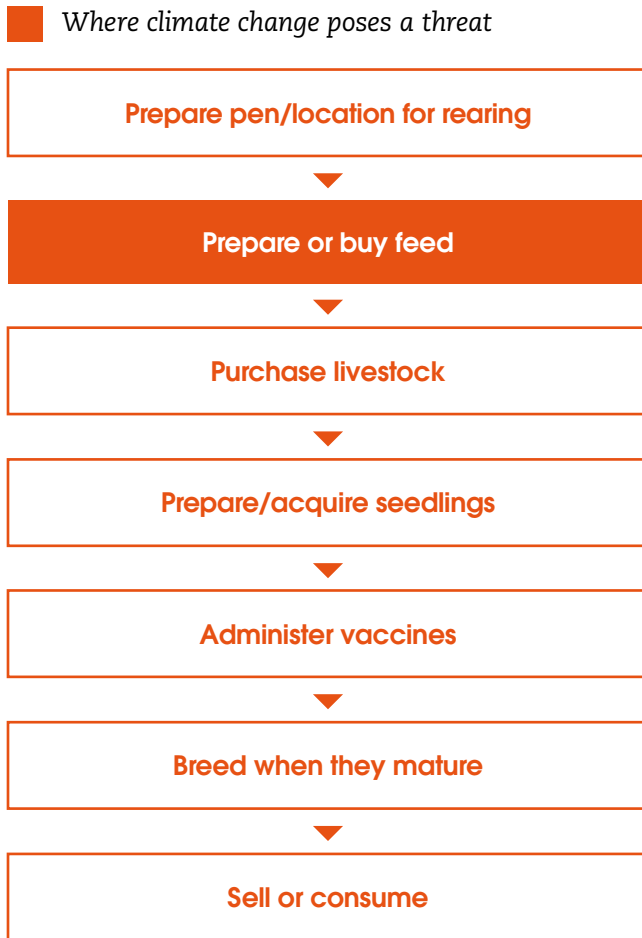 Where climate change poses a threat
Prepare pen/location for rearing
Prepare or buy feed
Purchase livestock
Prepare/acquire seedlings
Administer vaccines
Breed when they mature
Sell or consume